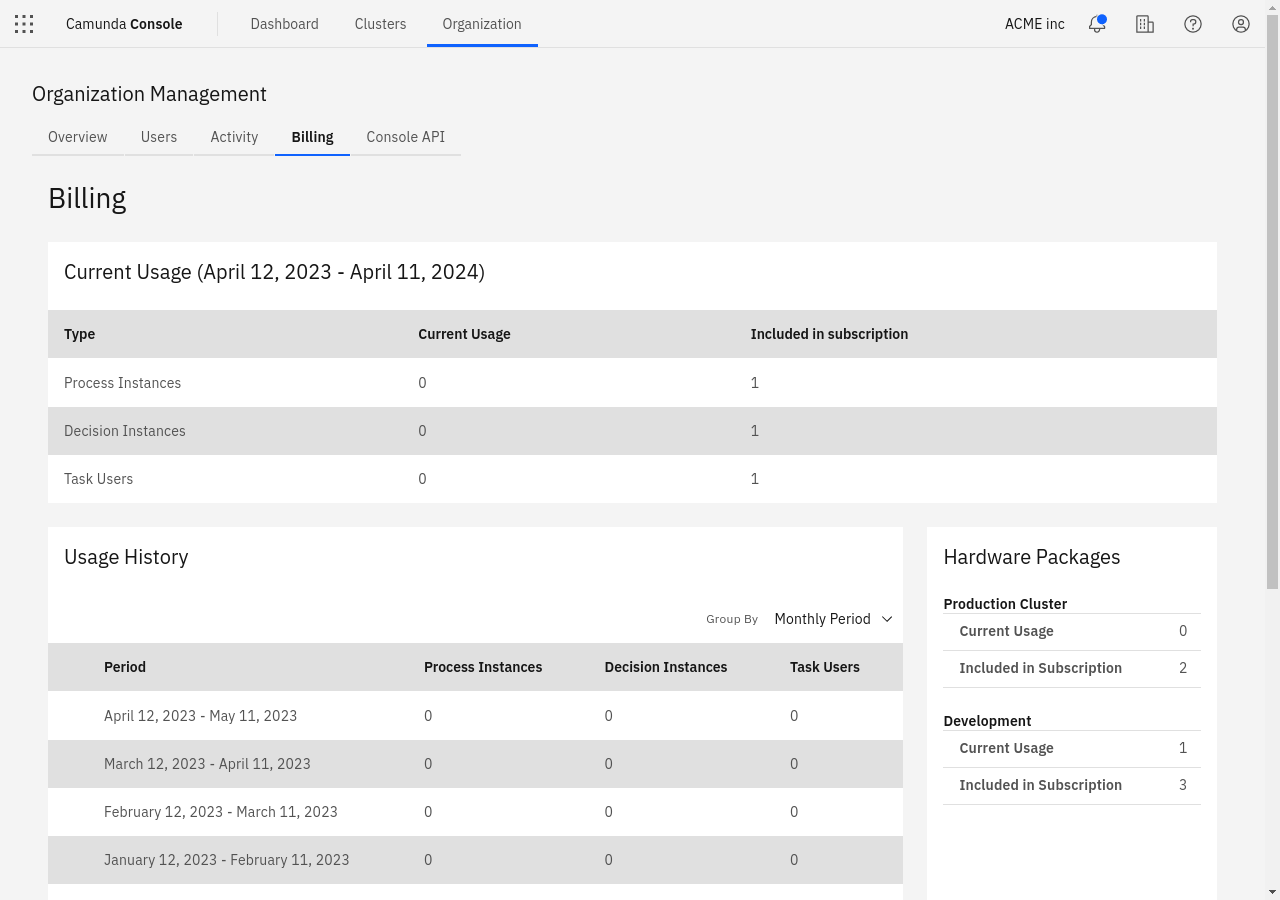 Camunda Console Dashboard Clusters Organization ACME inc
Organization Management
Overview Users Activity Billing Console API
Billing
Current Usage (April 12, 2023 - April 11, 2024)
Type Current Usage Included in subscription
Process Instances 0 1
Decision Instances 0 1
Task Users 0 1
Usage History
Group By Monthly Period
Period Process Instances Decision Instances Task Users
April 12, 2023 - May 11, 2023 0 0 0
March 12, 2023 - April 11, 2023 0 0 0
February 12, 2023 - March 11, 2023 0 0 0
January 12, 2023 - February 11, 2023 0 0 0
Hardware Packages
Production Cluster
Current Usage 0
Included in Subscription 2
Development
Current Usage 1
Included in Subscription 3